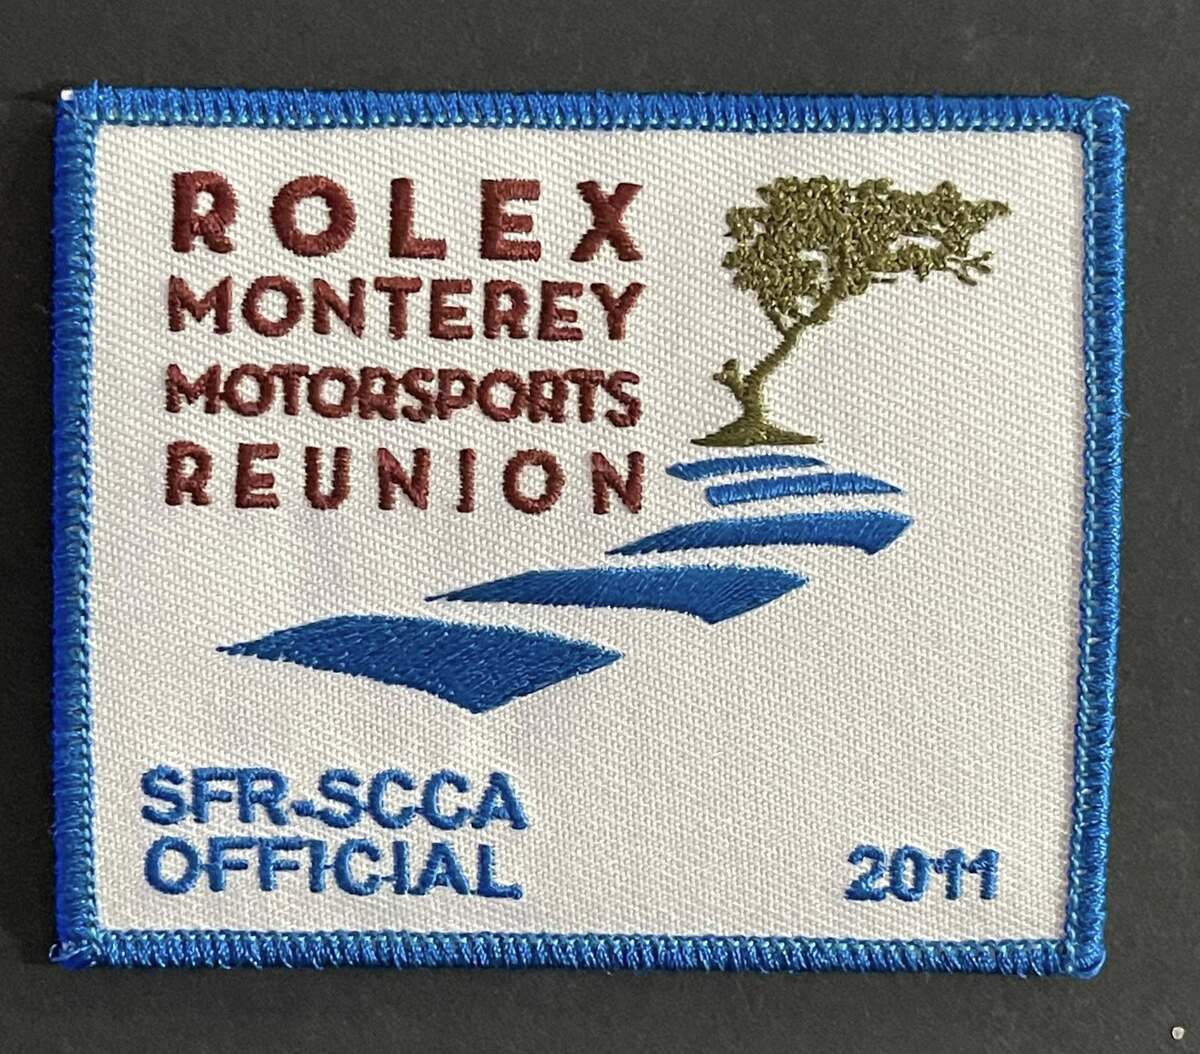 ROLEX
MONTEREY
MOTORSPORTS
REUNION
SFR-SCCA
OFFICIAL
2011